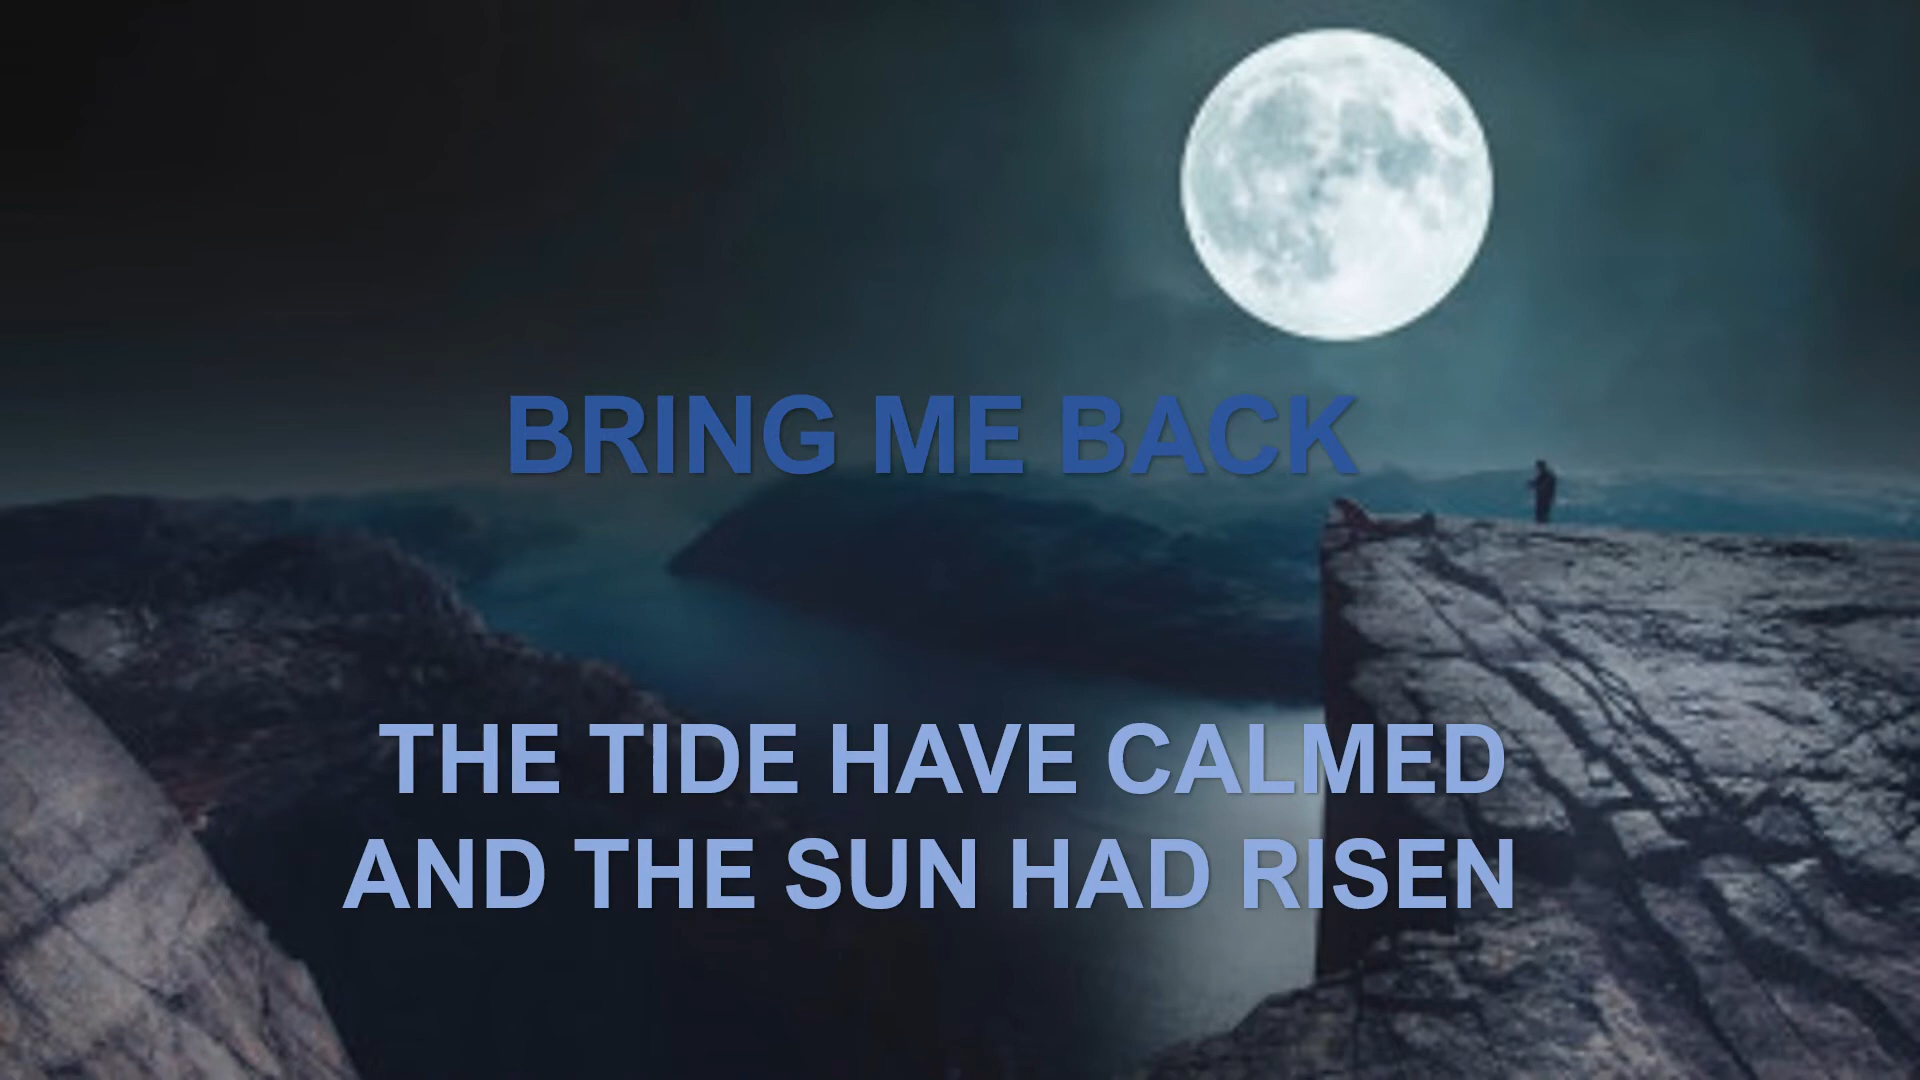 BRING ME BACK
THE TIDE HAVE CALMED
AND THE SUN HAD RISEN